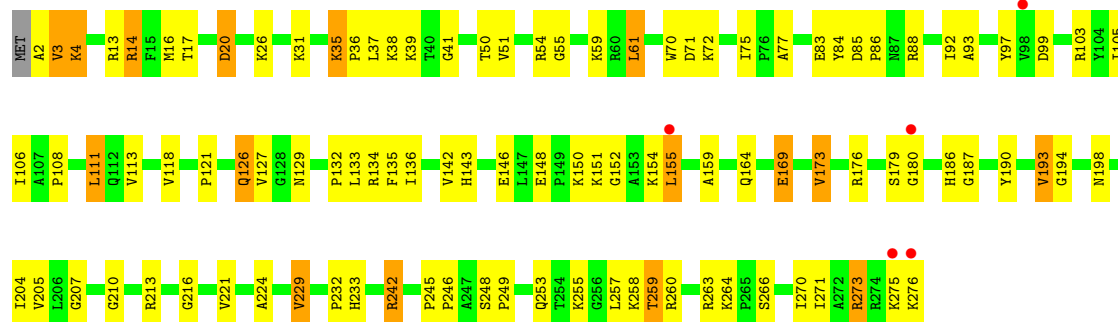 MET A2 V3 K4 R13 R14 F15 M16 T17 D20 K26 K31 K35 P36 L37 K38 K39 T40 G41 T50 V51 R54 G55 K59 R60 L61 W70 D71 K72 I75 P76 A77 E83 Y84 D85 P86 N87 R88 I92 A93 Y97 V98 D99 R103 Y104 I105
I106 A107 P108 L111 Q112 V113 V118 P121 Q126 V127 G128 N129 P132 L133 R134 F135 I136 V142 H143 E146 L147 E148 P149 K150 K151 G152 A153 K154 L155 A159 Q164 E169 V173 R176 S179 G180 H186 G187 Y190 V193 G194 N198
I204 V205 L206 G207 G210 R213 G216 V221 A224 V229 P232 H233 R242 P245 P246 A247 S248 P249 Q253 T254 K255 G256 L257 K258 T259 R260 R263 K264 P265 S266 I270 I271 A272 R273 R274 K275 K276